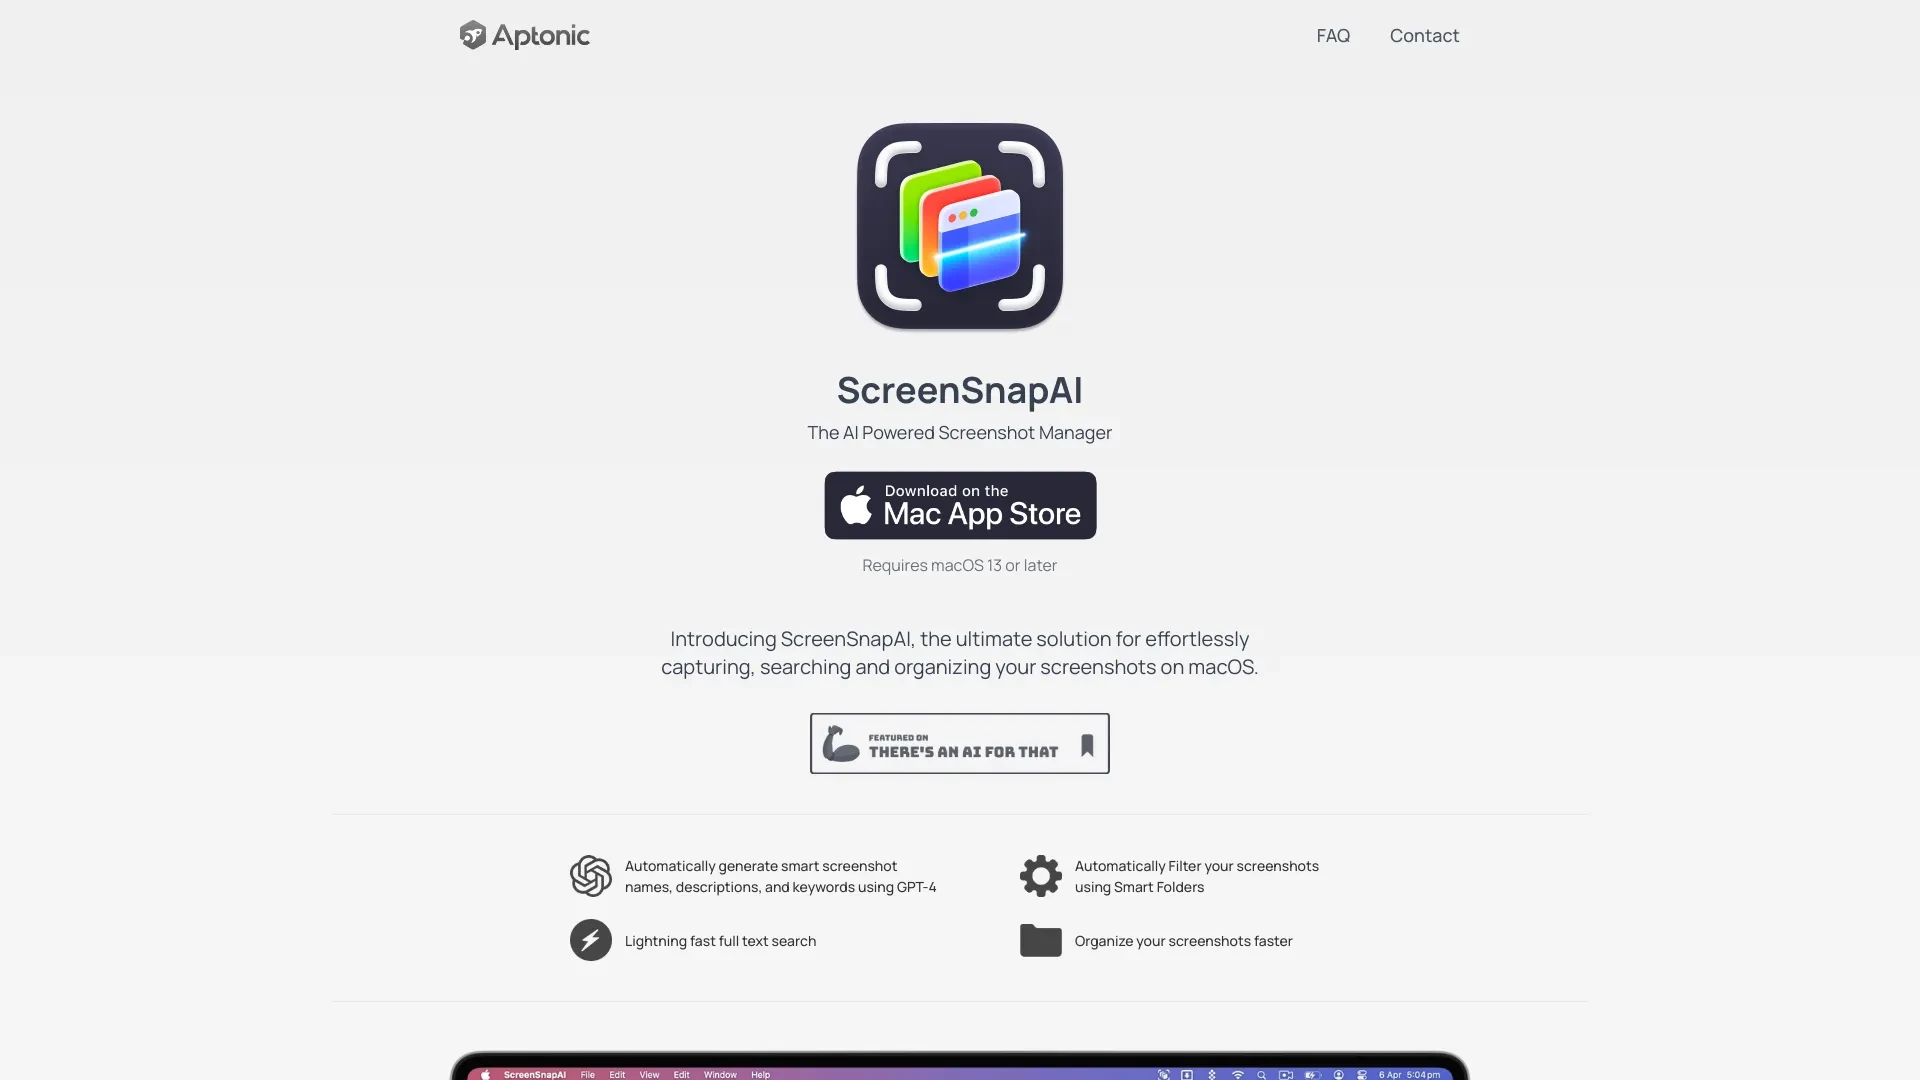 Aptonic
FAQ
Contact
ScreenSnapAI
The AI Powered Screenshot Manager
Download on the
Mac App Store
Requires macOS 13 or later
Introducing ScreenSnapAI, the ultimate solution for effortlessly
capturing, searching and organizing your screenshots on macOS.
FEATURED ON
THERE'S AN AI FOR THAT
Automatically generate smart screenshot
names, descriptions, and keywords using GPT-4
Automatically Filter your screenshots
using Smart Folders
Lightning fast full text search
Organize your screenshots faster
ScreenSnapAI File Edit View Edit Window Help 6 Apr 5:04pm